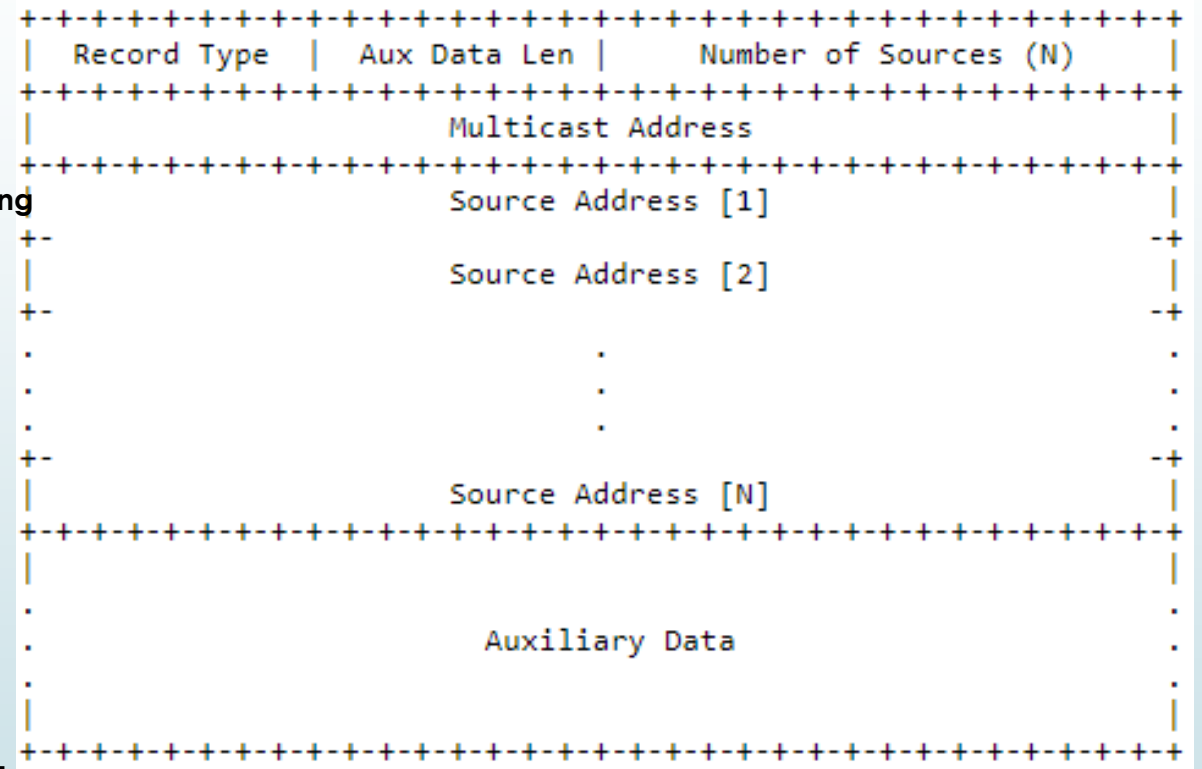 +-+-+-+-+-+-+-+-+-+-+-+-+-+-+-+-+-+-+-+-+-+-+-+-+-+-+-+-+-+-+-+-+
| Record Type | Aux Data Len | Number of Sources (N) |
+-+-+-+-+-+-+-+-+-+-+-+-+-+-+-+-+-+-+-+-+-+-+-+-+-+-+-+-+-+-+-+-+
| Multicast Address |
+-+-+-+-+-+-+-+-+-+-+-+-+-+-+-+-+-+-+-+-+-+-+-+-+-+-+-+-+-+-+-+-+
ng | Source Address [1] |
+- -+
| Source Address [2] |
+- -+
. . .
. . .
. . .
+- -+
| Source Address [N] |
+-+-+-+-+-+-+-+-+-+-+-+-+-+-+-+-+-+-+-+-+-+-+-+-+-+-+-+-+-+-+-+-+
| |
. .
. Auxiliary Data .
. .
| |
+-+-+-+-+-+-+-+-+-+-+-+-+-+-+-+-+-+-+-+-+-+-+-+-+-+-+-+-+-+-+-+-+